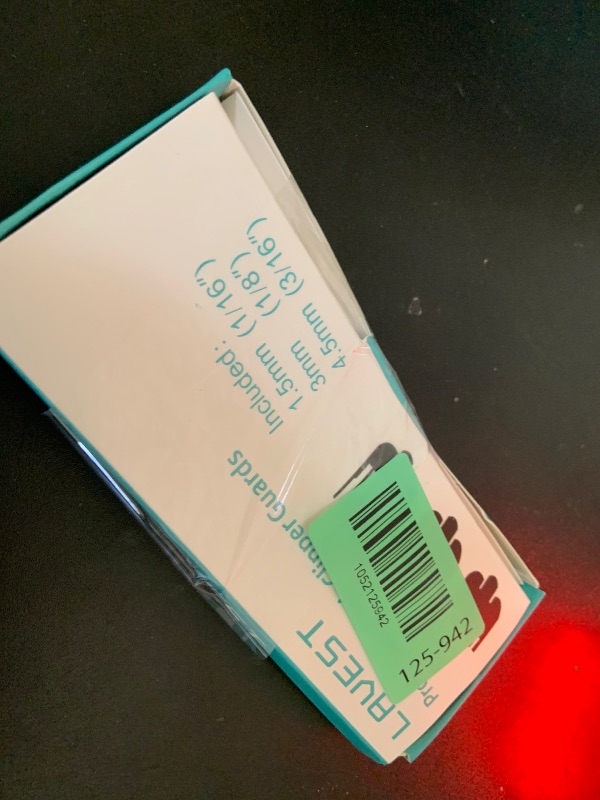 LAVEST
Clipper Guards
Included:
1.5mm (1/16")
3mm (1/8")
4.5mm (3/16")
1052125942
125-942